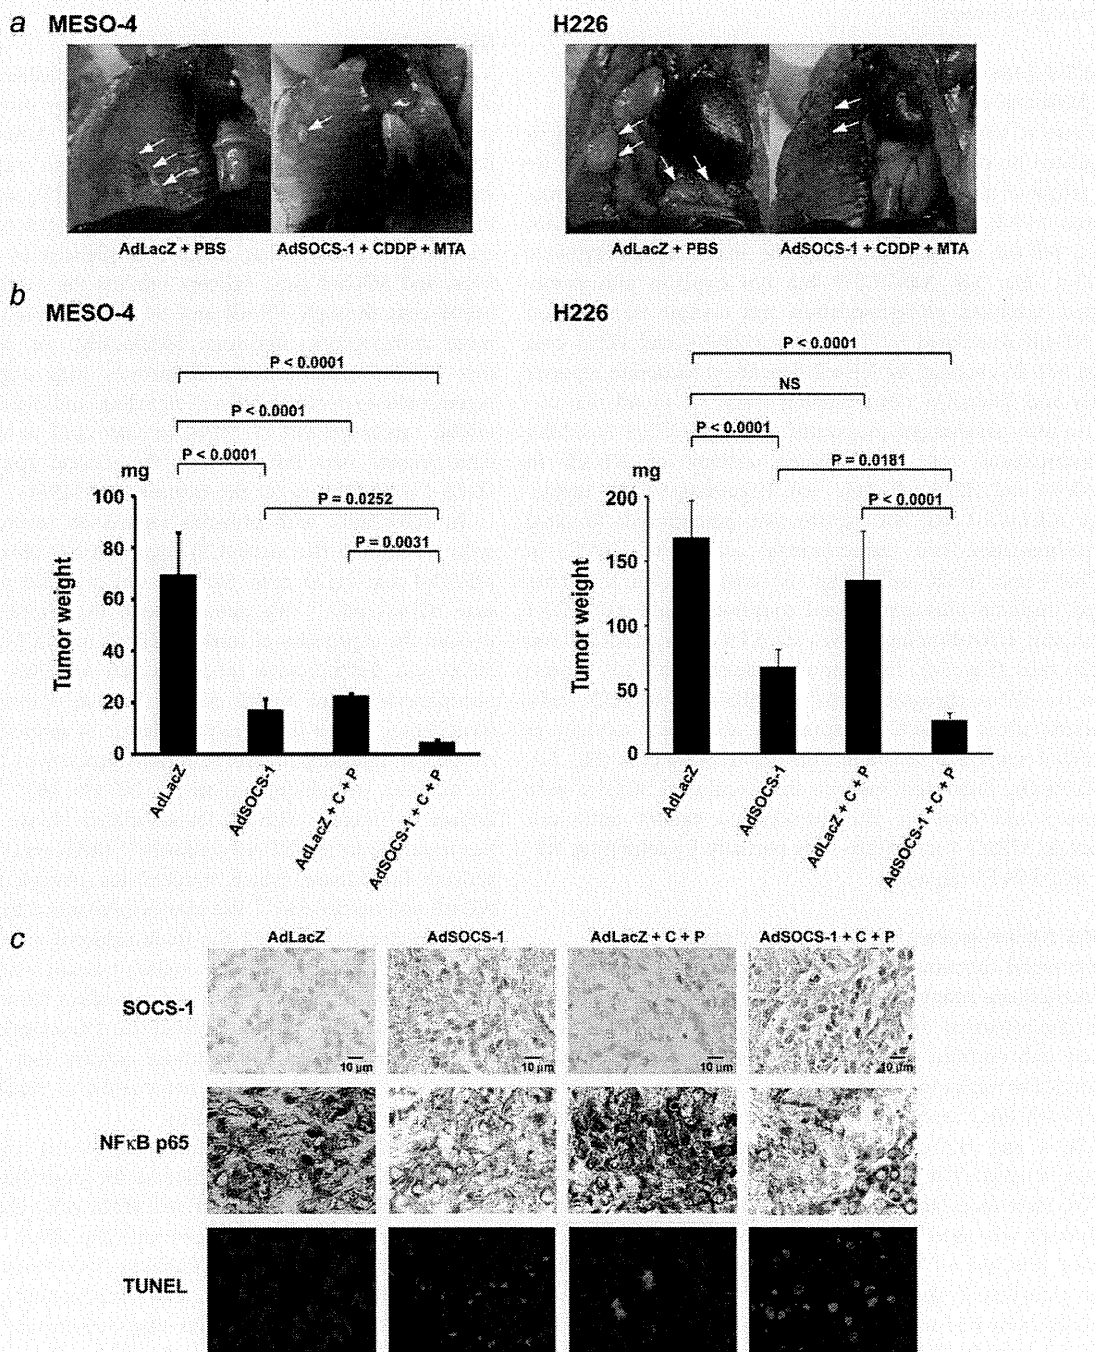 a MESO-4 H226
AdLacZ + PBS AdSOCS-1 + CDDP + MTA AdLacZ + PBS AdSOCS-1 + CDDP + MTA
b
MESO-4
P < 0.0001
P < 0.0001
P < 0.0001
P = 0.0252
P = 0.0031
mg
100
80
60
40
20
0
Tumor weight
AdLacZ
AdSOCS-1
AdLacZ + C + P
AdSOCS-1 + C + P
H226
P < 0.0001
NS
P < 0.0001
P = 0.0181
P < 0.0001
mg
200
150
100
50
0
Tumor weight
AdLacZ
AdSOCS-1
AdLacZ + C + P
AdSOCS-1 + C + P
c
AdLacZ AdSOCS-1 AdLacZ + C + P AdSOCS-1 + C + P
SOCS-1
10 μm 10 μm 10 μm 10 μm
NFκB p65
TUNEL